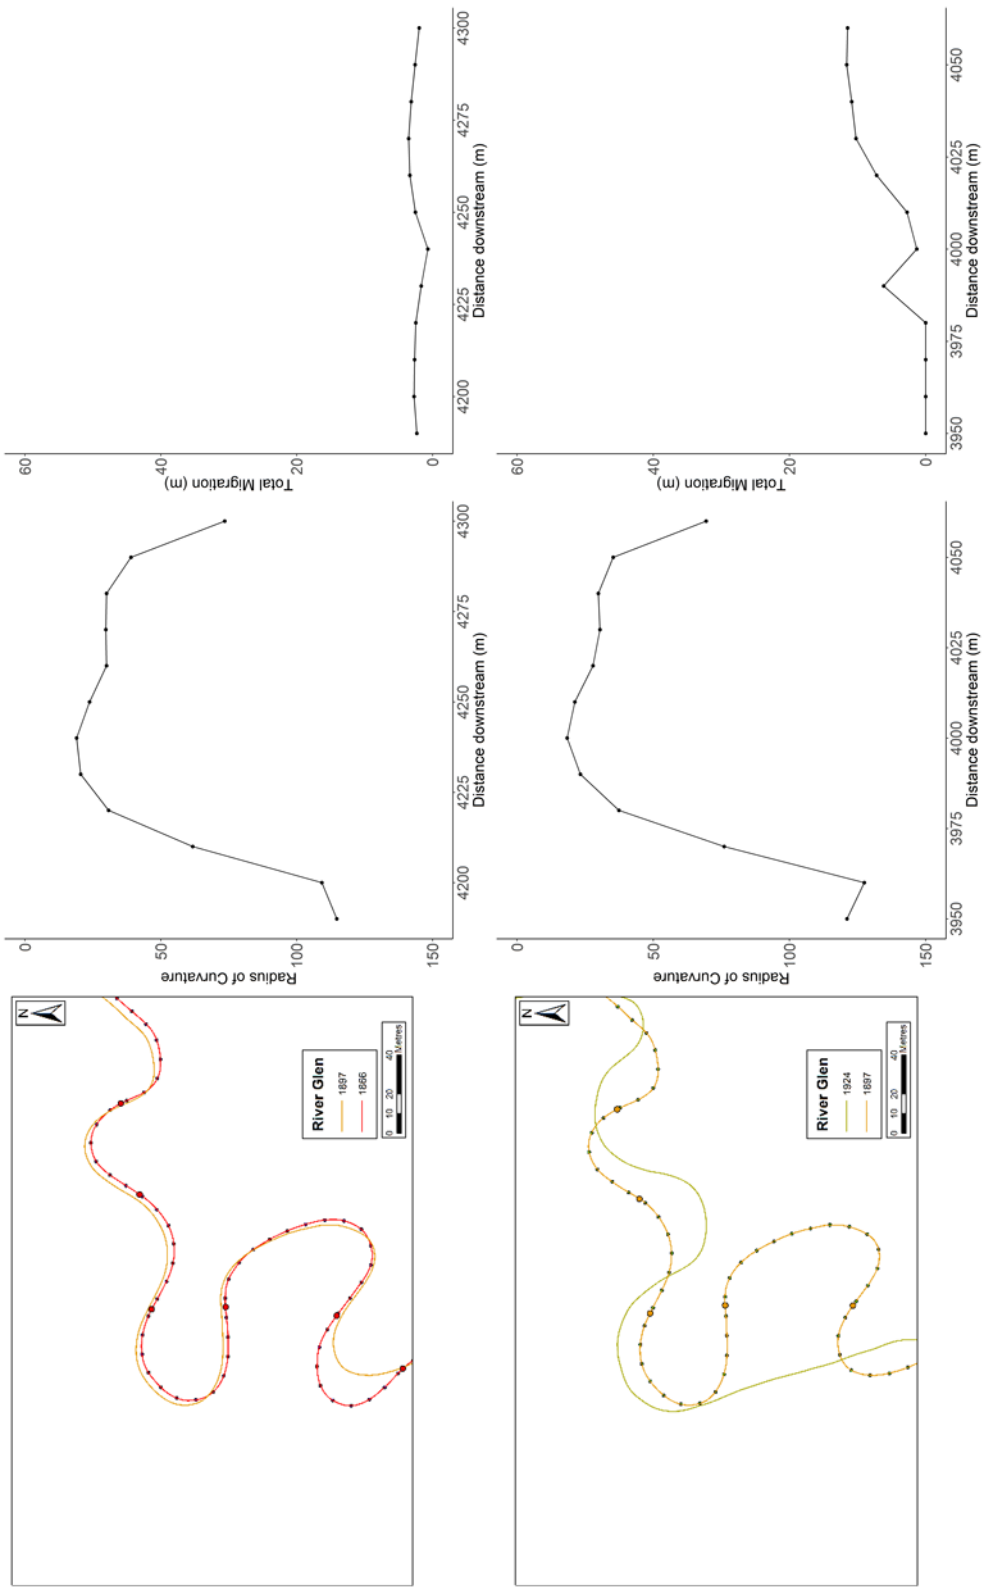 N
River Glen
1897
1866
0 10 20 40
Metres
Radius of Curvature
0
50
100
150
4200
4225
4250
4275
4300
Distance downstream (m)
Total Migration (m)
60
40
20
0
4200
4225
4250
4275
4300
Distance downstream (m)
N
River Glen
1924
1897
0 10 20 40
Metres
Radius of Curvature
0
50
100
150
3950
3975
4000
4025
4050
Distance downstream (m)
Total Migration (m)
60
40
20
0
3950
3975
4000
4025
4050
Distance downstream (m)